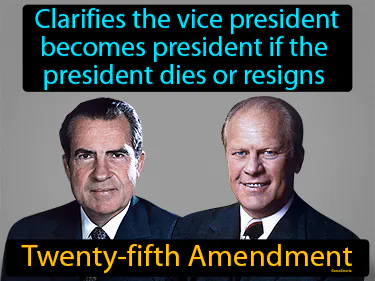 Clarifies the vice president
becomes president if the
president dies or resigns
Twenty-fifth Amendment